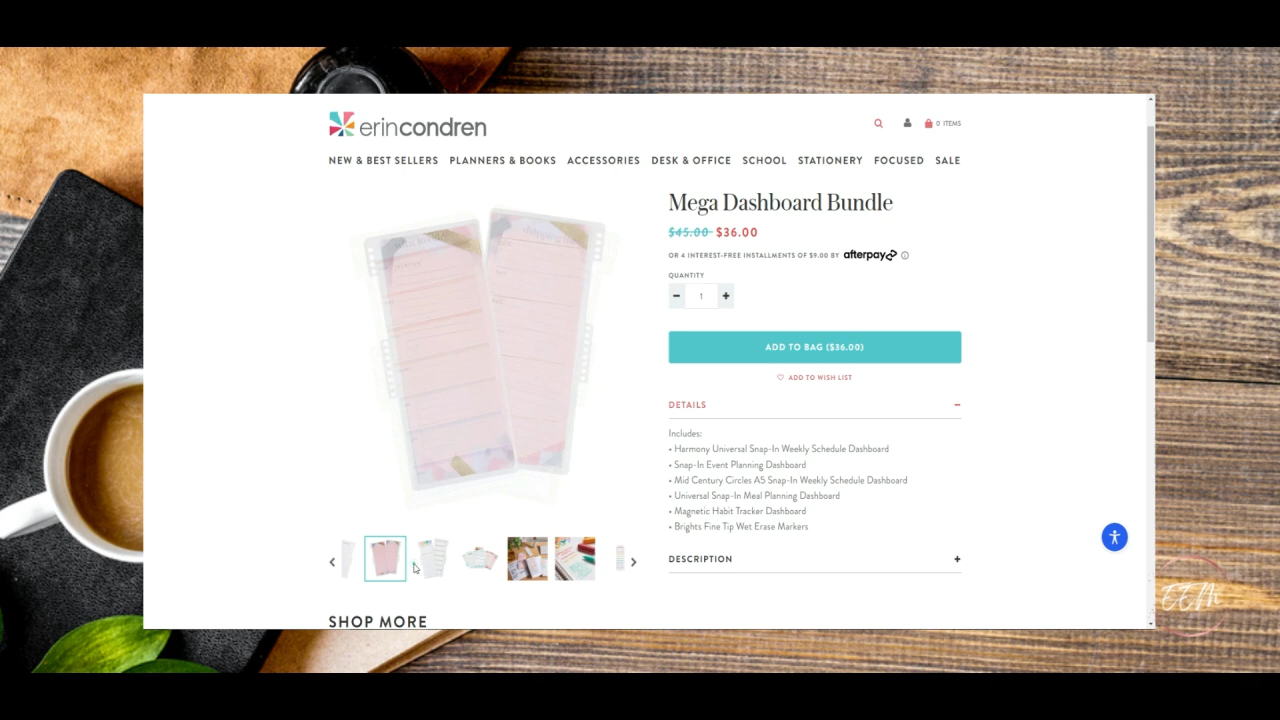 erincondren
0 ITEMS
NEW & BEST SELLERS PLANNERS & BOOKS ACCESSORIES DESK & OFFICE SCHOOL STATIONERY FOCUSED SALE
Mega Dashboard Bundle
$45.00 $36.00
OR 4 INTEREST-FREE INSTALLMENTS OF $9.00 BY afterpay
QUANTITY
- 1 +
ADD TO BAG ($36.00)
ADD TO WISH LIST
DETAILS
Includes:
• Harmony Universal Snap-In Weekly Schedule Dashboard
• Snap-In Event Planning Dashboard
• Mid Century Circles A5 Snap-In Weekly Schedule Dashboard
• Universal Snap-In Meal Planning Dashboard
• Magnetic Habit Tracker Dashboard
• Brights Fine Tip Wet Erase Markers
DESCRIPTION +
SHOP MORE
EEM